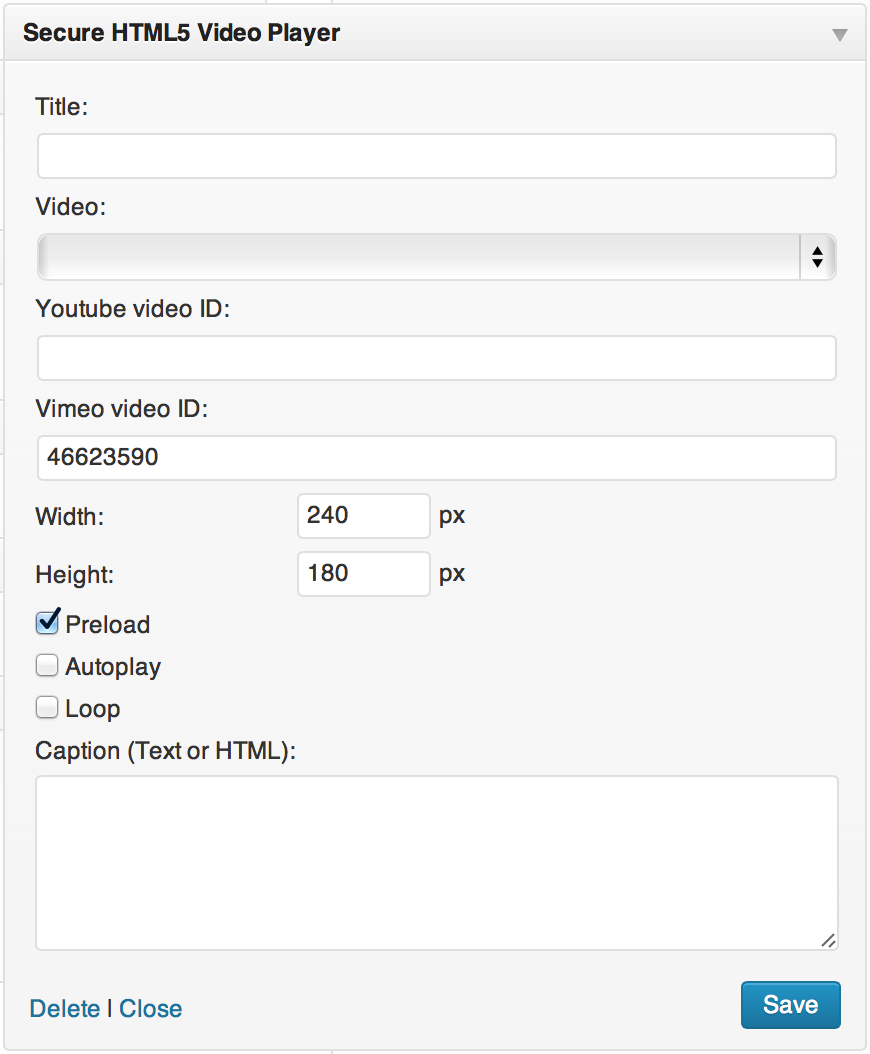 Secure HTML5 Video Player
Title:
Video:
Youtube video ID:
Vimeo video ID:
46623590
Width: 240 px
Height: 180 px
Preload
Autoplay
Loop
Caption (Text or HTML):
Delete | Close Save